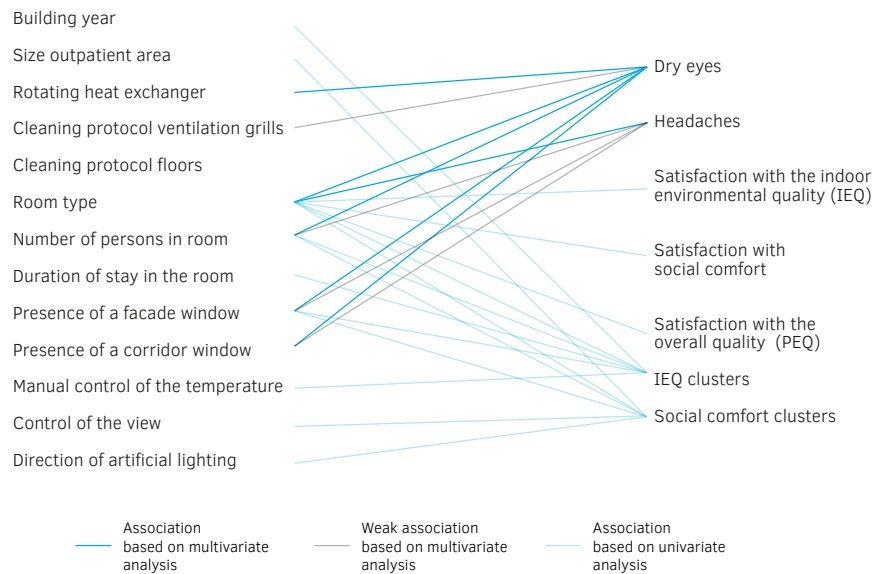 Building year
Size outpatient area
Rotating heat exchanger
Cleaning protocol ventilation grills
Cleaning protocol floors
Room type
Number of persons in room
Duration of stay in the room
Presence of a facade window
Presence of a corridor window
Manual control of the temperature
Control of the view
Direction of artificial lighting
Dry eyes
Headaches
Satisfaction with the indoor
environmental quality (IEQ)
Satisfaction with
social comfort
Satisfaction with the
overall quality (PEQ)
IEQ clusters
Social comfort clusters
Association
based on multivariate
analysis
Weak association
based on multivariate
analysis
Association
based on univariate
analysis